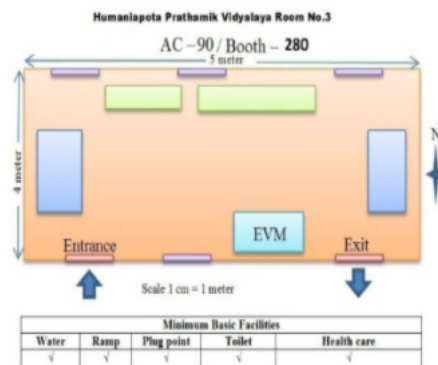 Humaniapota Prathamik Vidyalaya Room No.3
AC –90 / Booth – 280
5 meter
4 meter
N
EVM
Entrance
Exit
Scale 1 cm = 1 meter
Minimum Basic Facilities
Water Ramp Plug point Toilet Health care
√ √ √ √ √